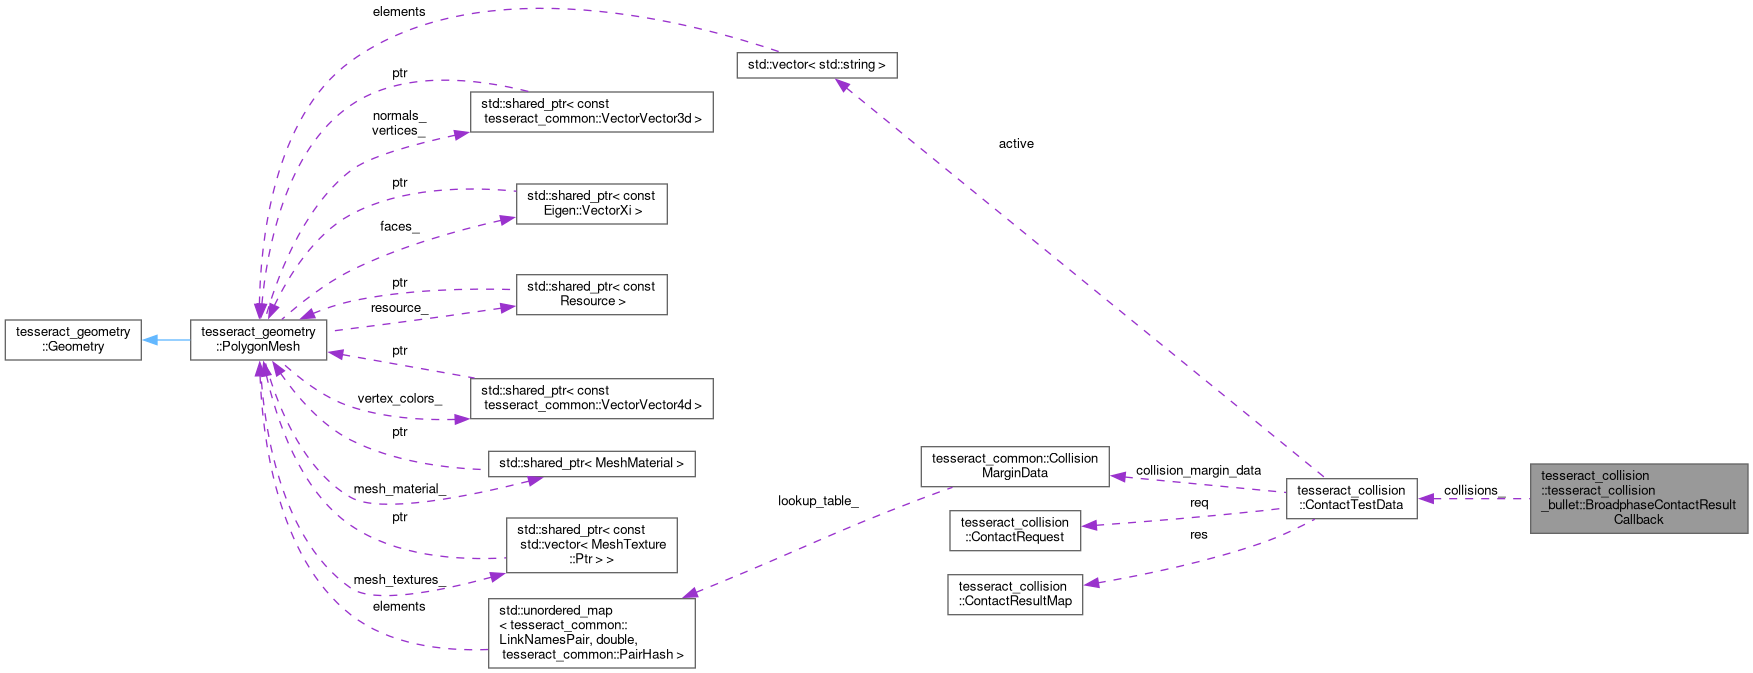 elements
std::vector< std::string >
ptr
std::shared_ptr< const
tesseract_common::VectorVector3d >
normals_
vertices_
active
ptr
std::shared_ptr< const
Eigen::VectorXi >
faces_
ptr
std::shared_ptr< const
Resource >
resource_
tesseract_geometry
::Geometry
tesseract_geometry
::PolygonMesh
ptr
std::shared_ptr< const
tesseract_common::VectorVector4d >
vertex_colors_
ptr
std::shared_ptr< MeshMaterial >
mesh_material_
tesseract_common::Collision
MarginData
collision_margin_data
tesseract_collision
::ContactTestData
collisions_
tesseract_collision
::tesseract_collision
_bullet::BroadphaseContactResult
Callback
lookup_table_
req
tesseract_collision
::ContactRequest
ptr
std::shared_ptr< const
std::vector< MeshTexture
::Ptr > >
res
mesh_textures_
tesseract_collision
::ContactResultMap
elements
std::unordered_map
< tesseract_common::
LinkNamesPair, double,
tesseract_common::PairHash >